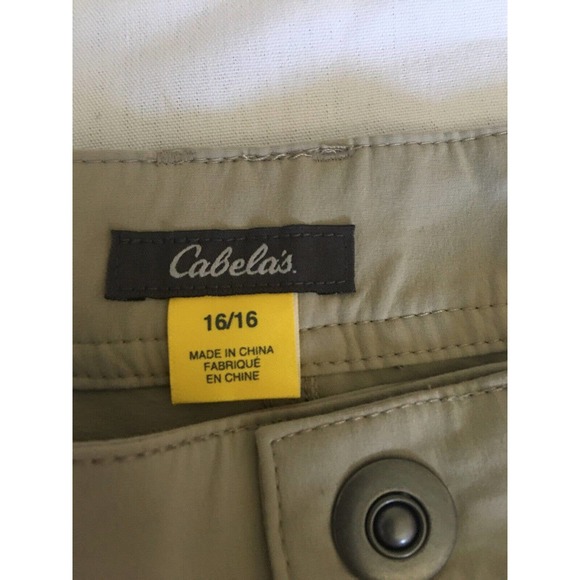 Cabela's.
16/16
MADE IN CHINA
FABRIQUÉ
EN CHINE